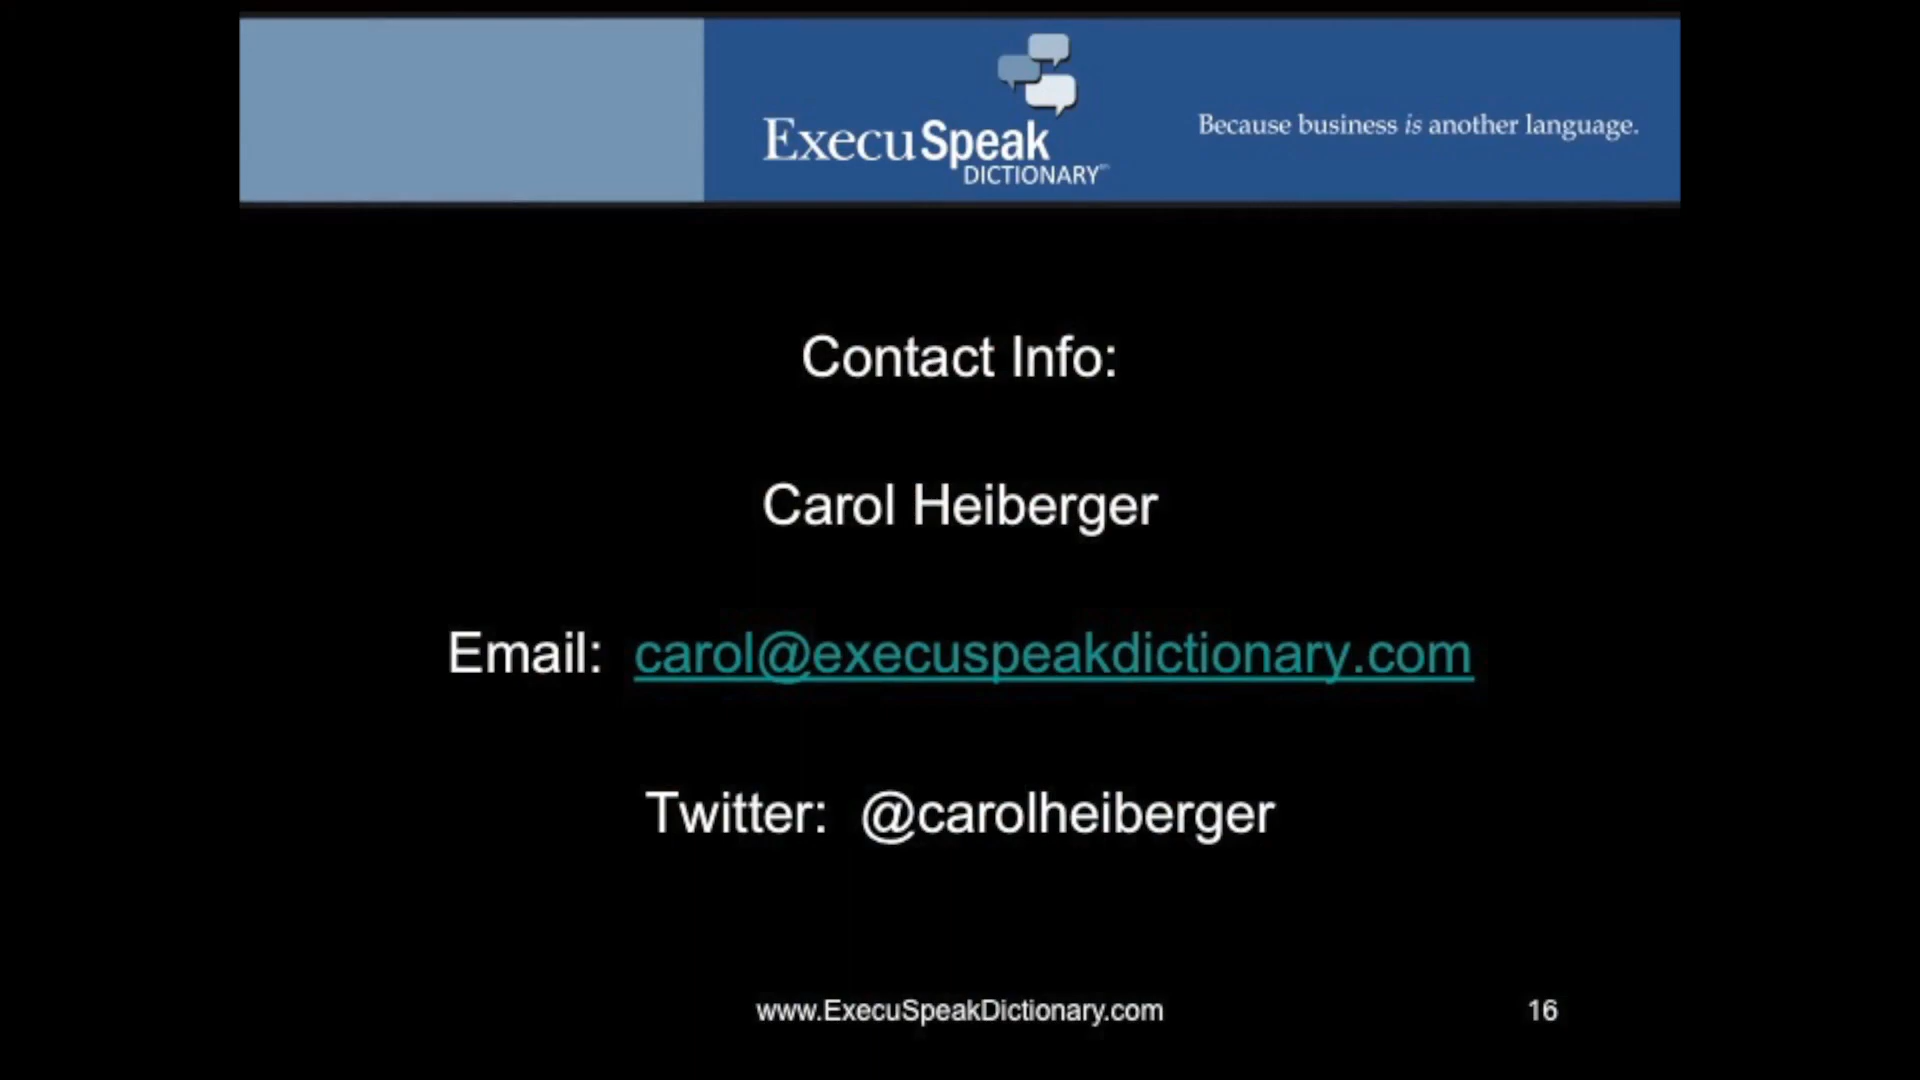 ExecuSpeak
DICTIONARY
Because business is another language.
Contact Info:
Carol Heiberger
Email: carol@execuspeakdictionary.com
Twitter: @carolheiberger
www.ExecuSpeakDictionary.com
16